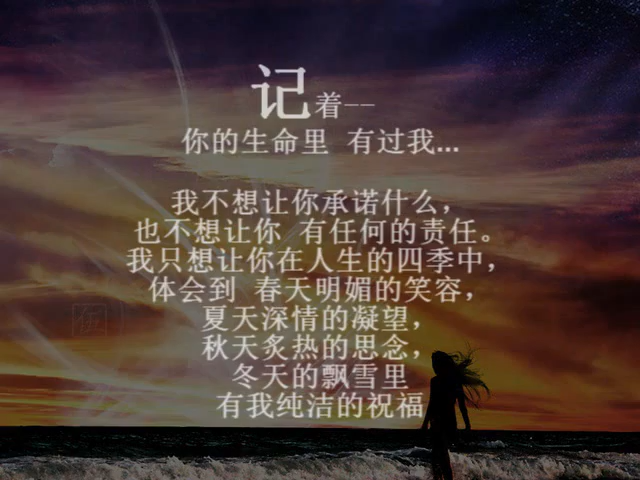 记着--
你的生命里 有过我...
我不想让你承诺什么，
也不想让你 有任何的责任。
我只想让你在人生的四季中，
体会到 春天明媚的笑容，
夏天深情的凝望，
秋天炙热的思念，
冬天的飘雪里
有我纯洁的祝福